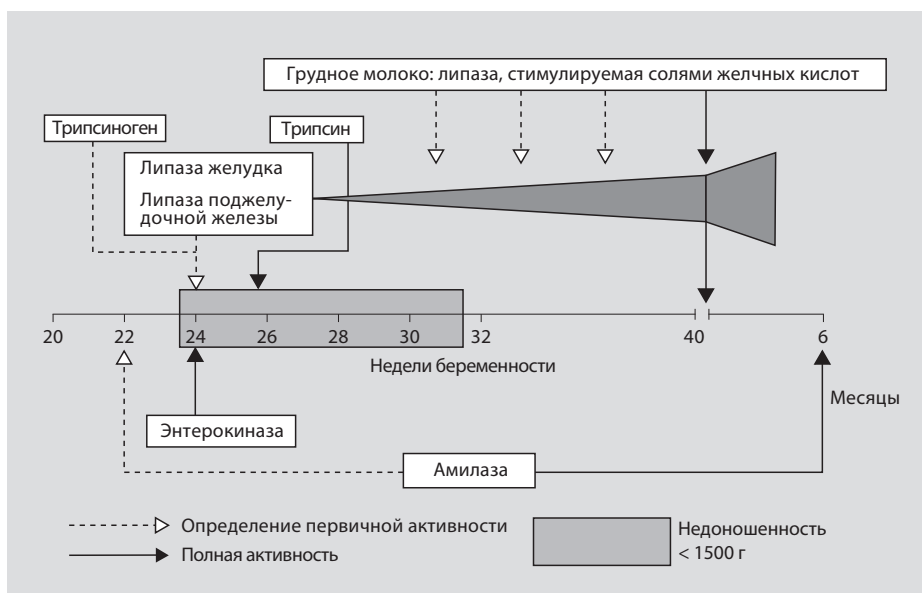 Грудное молоко: липаза, стимулируемая солями желчных кислот
Трипсиноген
Трипсин
Липаза желудка
Липаза поджелу-
дочной железы
20 22 24 26 28 30 32 40 6
Недели беременности
Месяцы
Энтерокиназа
Амилаза
Определение первичной активности
Полная активность
Недоношенность
< 1500 г